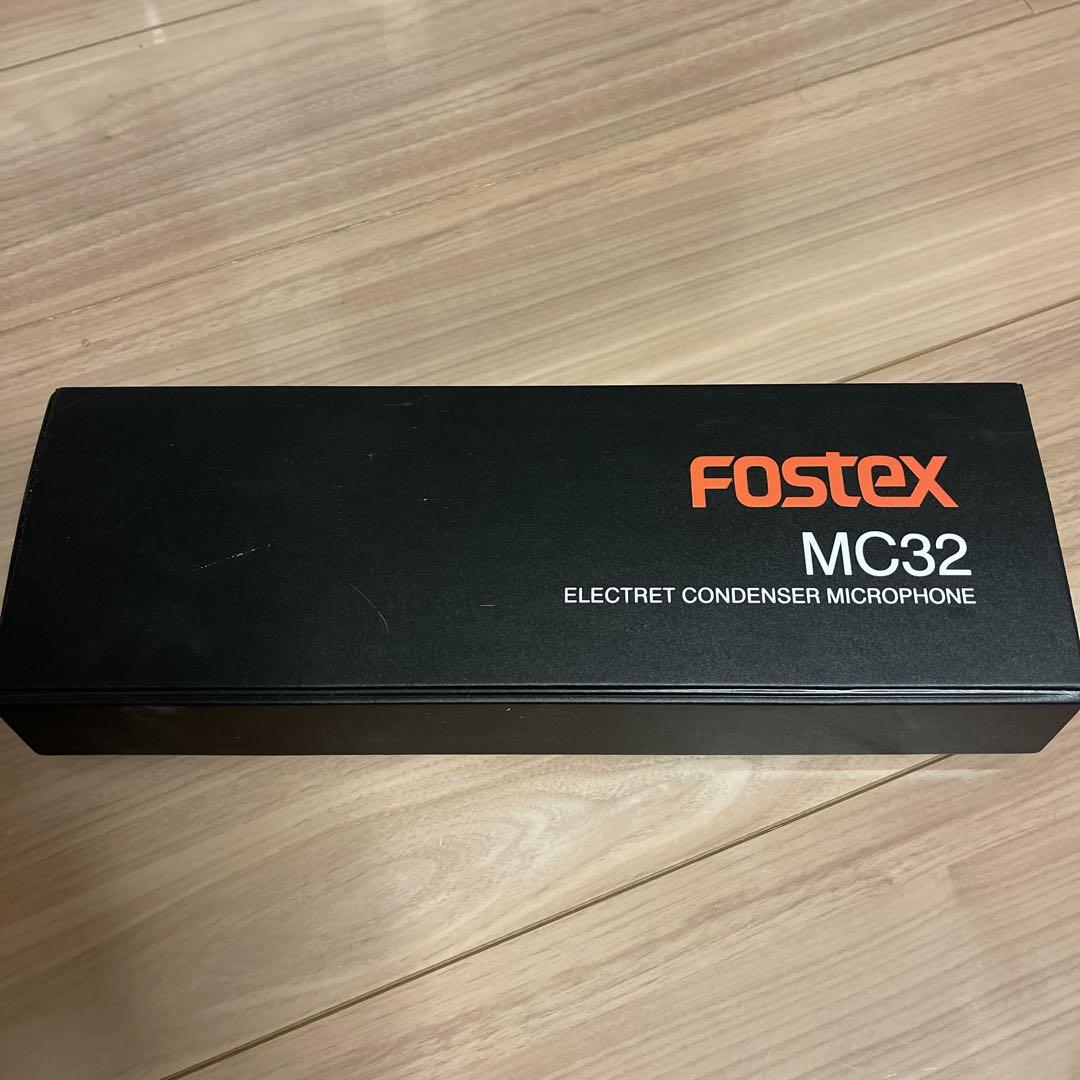 FOSTEX
MC32
ELECTRET CONDENSER MICROPHONE